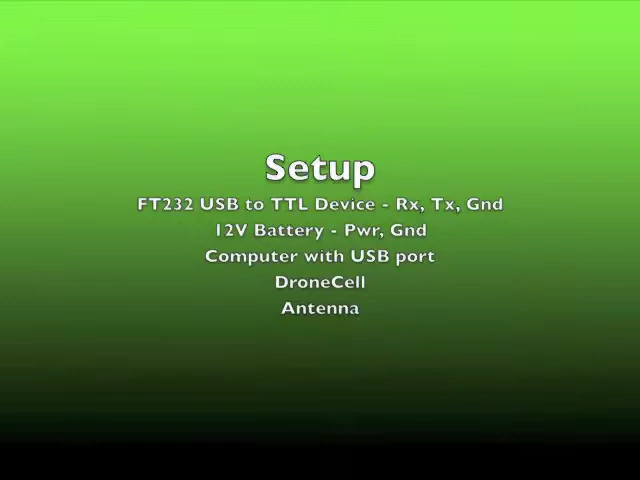 Setup
FT232 USB to TTL Device - Rx, Tx, Gnd
12V Battery - Pwr, Gnd
Computer with USB port
DroneCell
Antenna